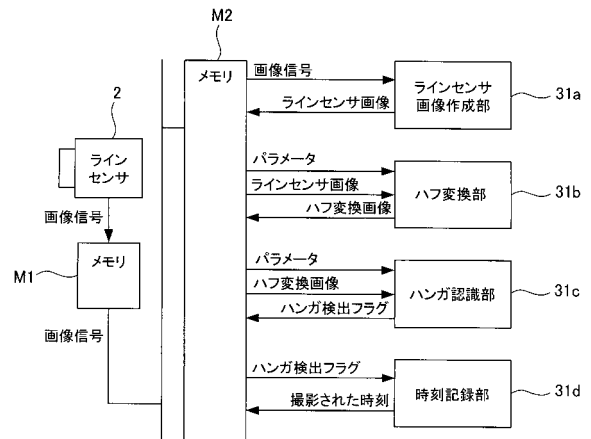 M2
メモリ
画像信号
ラインセンサ
画像作成部
31a
ラインセンサ画像
2
ライン
センサ
パラメータ
ラインセンサ画像
ハフ変換画像
ハフ変換部
31b
画像信号
M1
メモリ
パラメータ
ハフ変換画像
ハンガ検出フラグ
ハンガ認識部
31c
画像信号
ハンガ検出フラグ
撮影された時刻
時刻記録部
31d